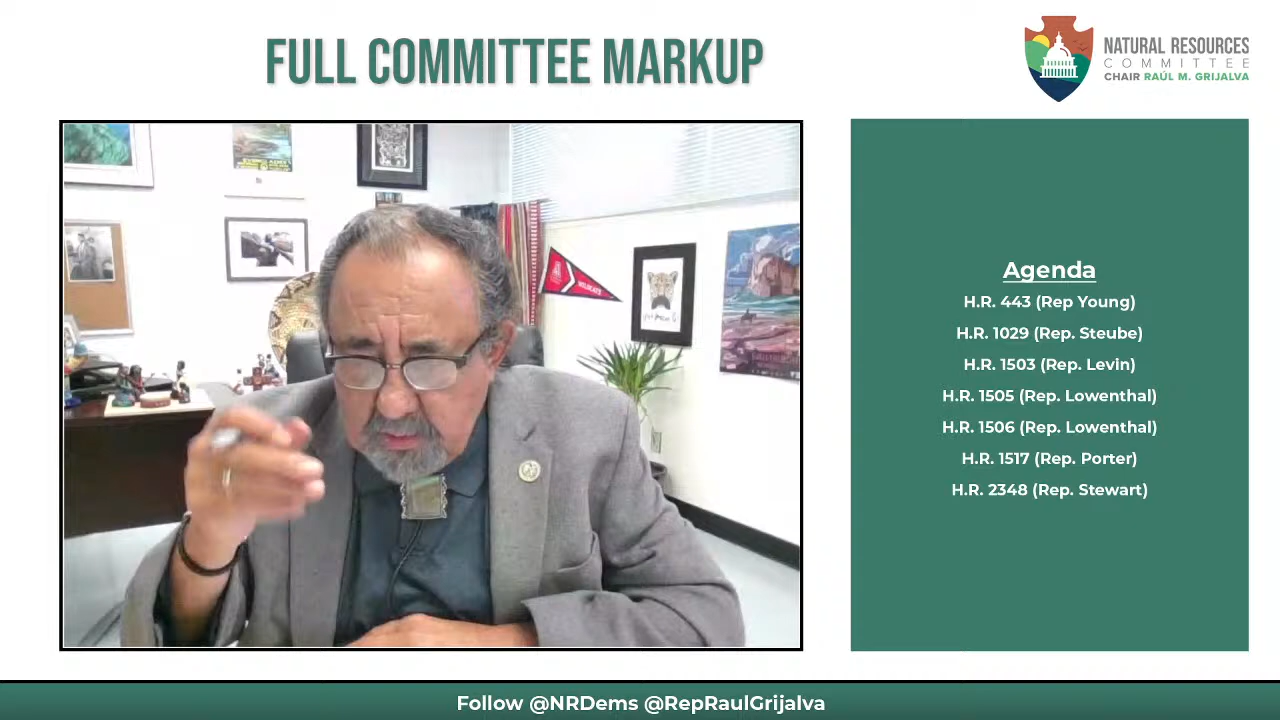 FULL COMMITTEE MARKUP
NATURAL RESOURCES
COMMITTEE
CHAIR RAÚL M. GRIJALVA
WILDCATS
Agenda
H.R. 443 (Rep Young)
H.R. 1029 (Rep. Steube)
H.R. 1503 (Rep. Levin)
H.R. 1505 (Rep. Lowenthal)
H.R. 1506 (Rep. Lowenthal)
H.R. 1517 (Rep. Porter)
H.R. 2348 (Rep. Stewart)
Follow @NRDems @RepRaulGrijalva